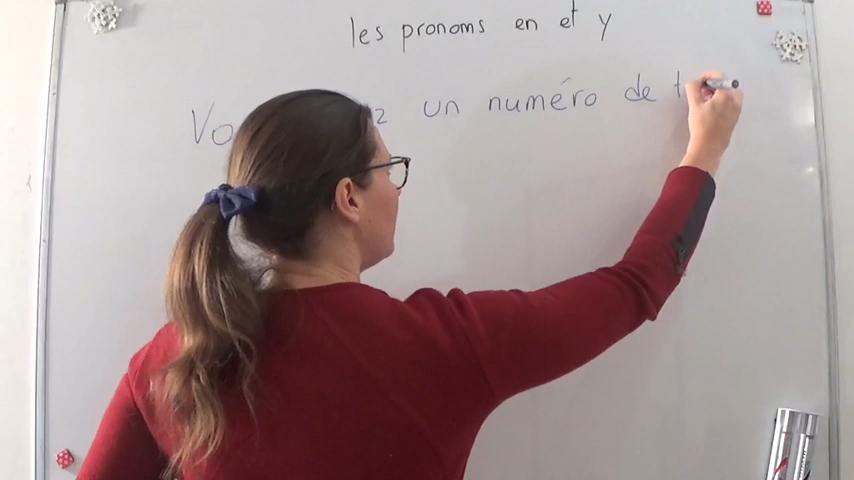 les pronoms en et y
un numéro de